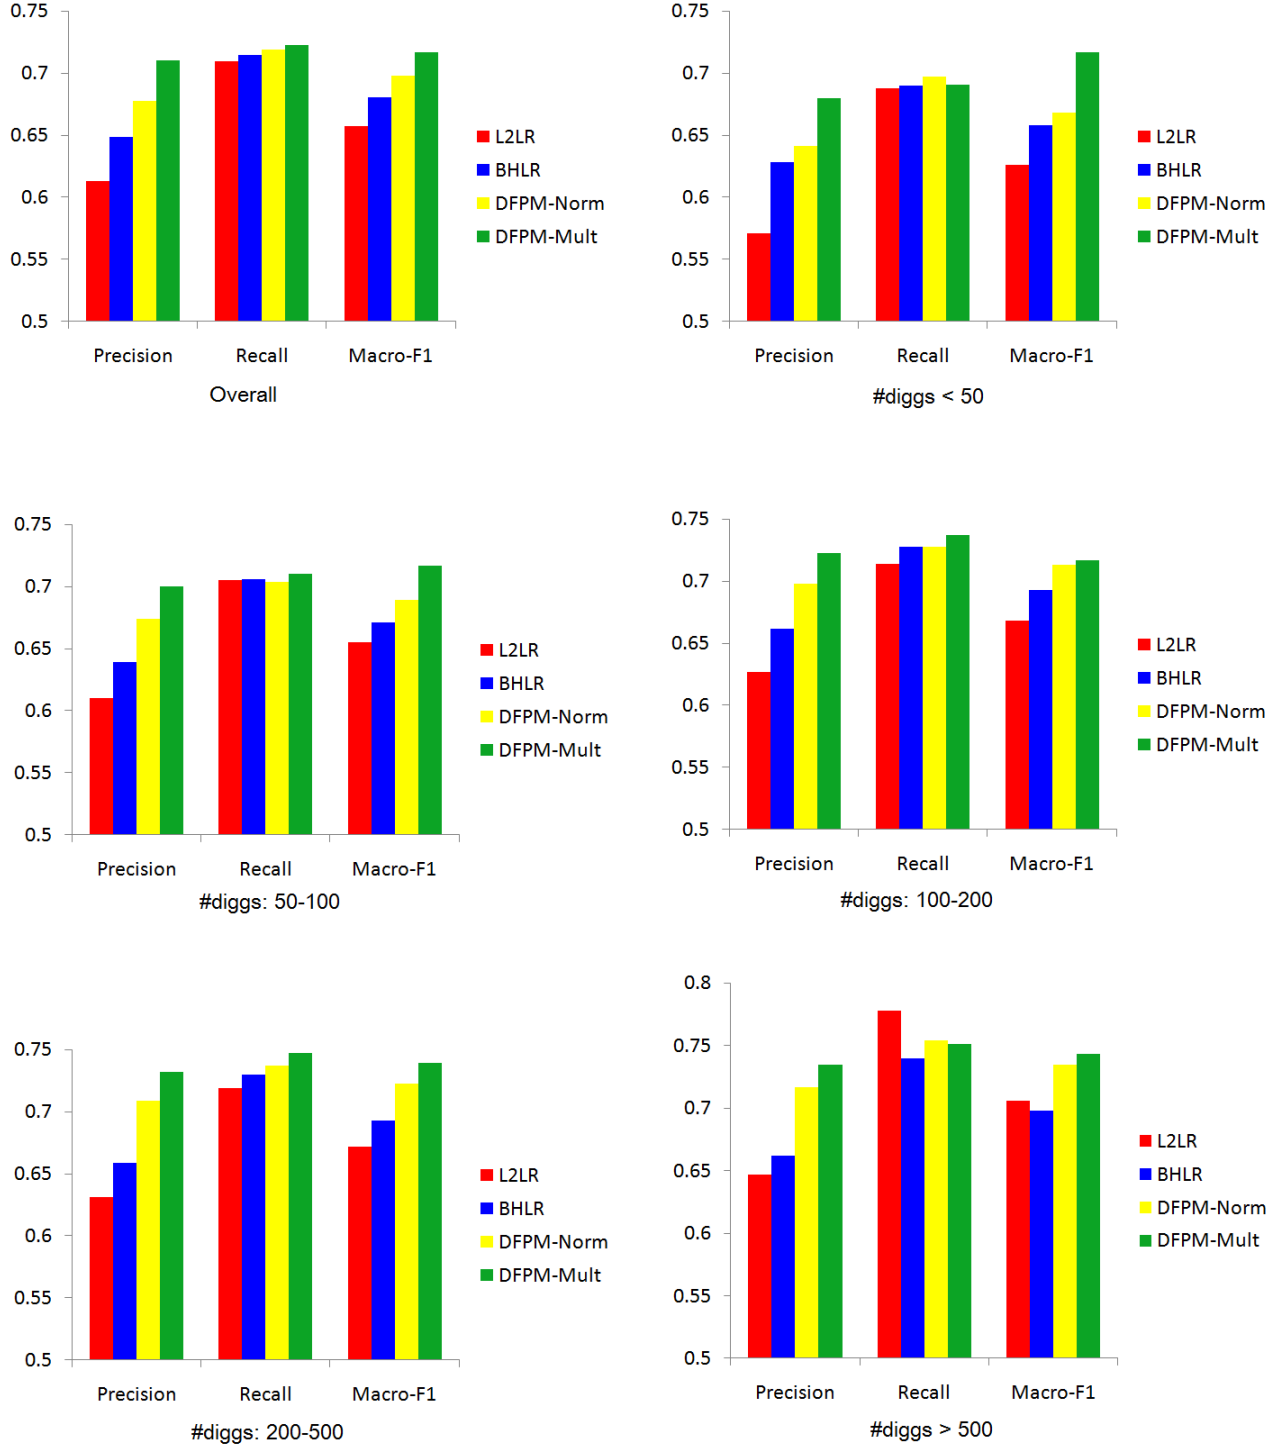 0.75
0.7
0.65
0.6
0.55
0.5
Precision Recall Macro-F1
Overall
L2LR
BHLR
DFPM-Norm
DFPM-Mult
0.75
0.7
0.65
0.6
0.55
0.5
Precision Recall Macro-F1
#diggs < 50
L2LR
BHLR
DFPM-Norm
DFPM-Mult
0.75
0.7
0.65
0.6
0.55
0.5
Precision Recall Macro-F1
#diggs: 50-100
L2LR
BHLR
DFPM-Norm
DFPM-Mult
0.75
0.7
0.65
0.6
0.55
0.5
Precision Recall Macro-F1
#diggs: 100-200
L2LR
BHLR
DFPM-Norm
DFPM-Mult
0.75
0.7
0.65
0.6
0.55
0.5
Precision Recall Macro-F1
#diggs: 200-500
L2LR
BHLR
DFPM-Norm
DFPM-Mult
0.8
0.75
0.7
0.65
0.6
0.55
0.5
Precision Recall Macro-F1
#diggs > 500
L2LR
BHLR
DFPM-Norm
DFPM-Mult